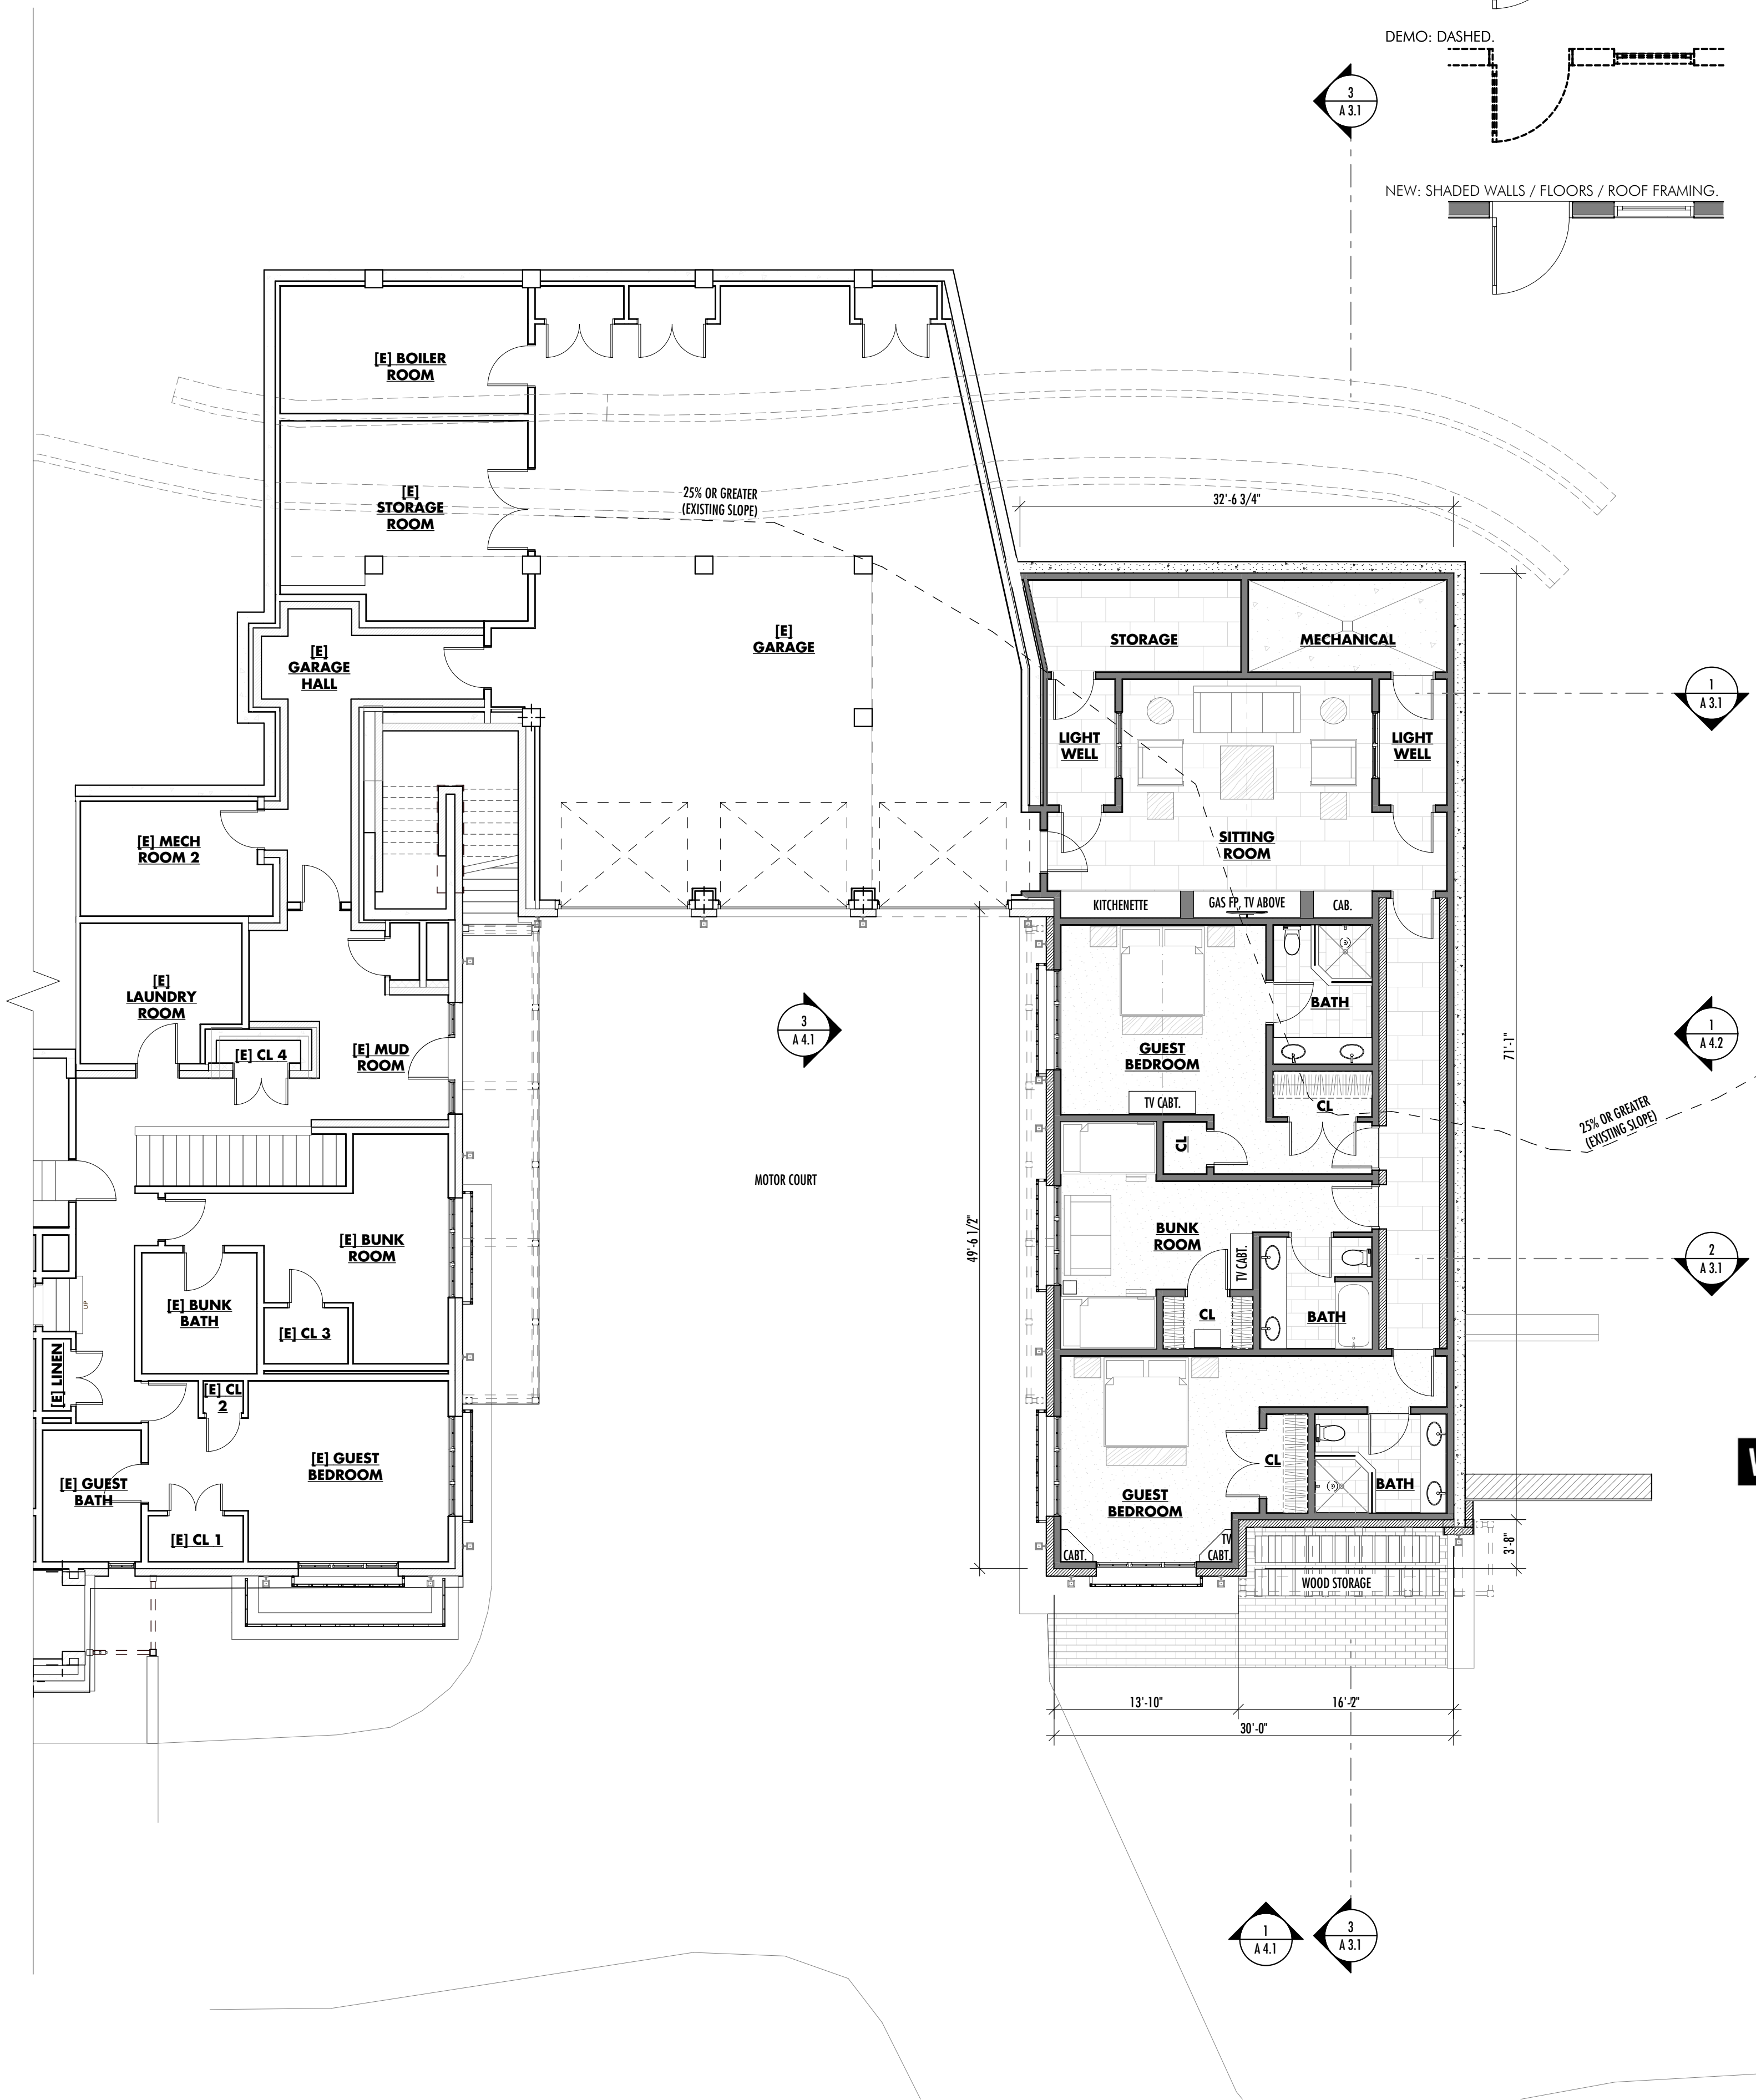 DEMO: DASHED.
3
A 3.1
NEW: SHADED WALLS / FLOORS / ROOF FRAMING.
[E] BOILER
ROOM
[E]
STORAGE
ROOM
25% OR GREATER
(EXISTING SLOPE)
32'-6 3/4"
[E]
GARAGE
HALL
[E]
GARAGE
STORAGE
MECHANICAL
1
A 3.1
LIGHT
WELL
LIGHT
WELL
[E] MECH
ROOM 2
SITTING
ROOM
KITCHENETTE
GAS FP, TV ABOVE
CAB.
[E]
LAUNDRY
ROOM
[E] CL 4
[E] MUD
ROOM
3
A 4.1
BATH
GUEST
BEDROOM
TV CABT.
CL
71'-1"
1
A 4.2
25% OR GREATER
(EXISTING SLOPE)
CL
MOTOR COURT
49'-6 1/2"
BUNK
ROOM
TV CABT.
CL
BATH
2
A 3.1
[E] BUNK
ROOM
[E] BUNK
BATH
[E] CL 3
UP
[E] LINEN
[E] CL
2
[E] GUEST
BEDROOM
[E] GUEST
BATH
[E] CL 1
CL
BATH
GUEST
BEDROOM
CABT.
TV
CABT.
WOOD STORAGE
3'-8"
13'-10"
16'-2"
30'-0"
1
A 4.1
3
A 3.1